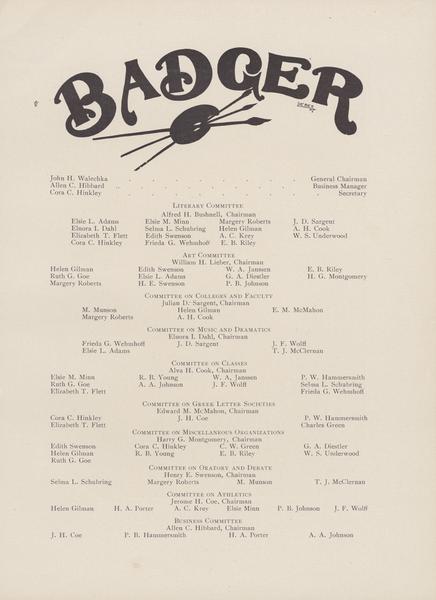 BADGER
John H. Walechka . . . . . . . . . General Chairman
Allen C. Hibbard . . . . . . . . . Business Manager
Cora C. Hinkley . . . . . . . . . Secretary
LITERARY COMMITTEE
Alfred H. Bushnell, Chairman
Elsie L. Adams Elsie M. Minn Margery Roberts J. D. Sargent
Elnora I. Dahl Selma L. Schubring Helen Gilman A. H. Cook
Elizabeth T. Flett Edith Swenson A. C. Krey W. S. Underwood
Cora C. Hinkley Frieda G. Wehnhoff E. B. Riley
ART COMMITTEE
William H. Lieber, Chairman
Helen Gilman Edith Swenson W. A. Janssen E. B. Riley
Ruth G. Goe Elsie L. Adams G. A. Diestler H. G. Montgomery
Margery Roberts H. E. Swenson P. B. Johnson
COMMITTEE ON COLLEGES AND FACULTY
Julian D. Sargent, Chairman
M. Munson Helen Gilman E. M. McMahon
Margery Roberts A. H. Cook
COMMITTEE ON MUSIC AND DRAMATICS
Elnora I. Dahl, Chairman
Frieda G. Wehnhoff J. D. Sargent J. F. Wolff
Elsie L. Adams T. J. McClernan
COMMITTEE ON CLASSES
Alva H. Cook, Chairman
Elsie M. Minn R. B. Young W. A. Janssen P. W. Hammersmith
Ruth G. Goe A. A. Johnson J. F. Wolff Selma L. Schubring
Elizabeth T. Flett Frieda G. Wehnhoff
COMMITTEE ON GREEK LETTER SOCIETIES
Edward M. McMahon, Chairman
Cora C. Hinkley J. H. Coe P. W. Hammersmith
Elizabeth T. Flett Charles Green
COMMITTEE ON MISCELLANEOUS ORGANIZATIONS
Harry G. Montgomery, Chairman
Edith Swenson Cora C. Hinkley C. W. Green G. A. Diestler
Helen Gilman R. B. Young E. B. Riley W. S. Underwood
Ruth G. Goe
COMMITTEE ON ORATORY AND DEBATE
Henry E. Swenson, Chairman
Selma L. Schubring Margery Roberts M. Munson T. J. McClernan
COMMITTEE ON ATHLETICS
Jerome H. Coe, Chairman
Helen Gilman H. A. Porter A. C. Krey Elsie Minn P. B. Johnson J. F. Wolff
BUSINESS COMMITTEE
Allen C. Hibbard, Chairman
J. H. Coe P. B. Hammersmith H. A. Porter A. A. Johnson